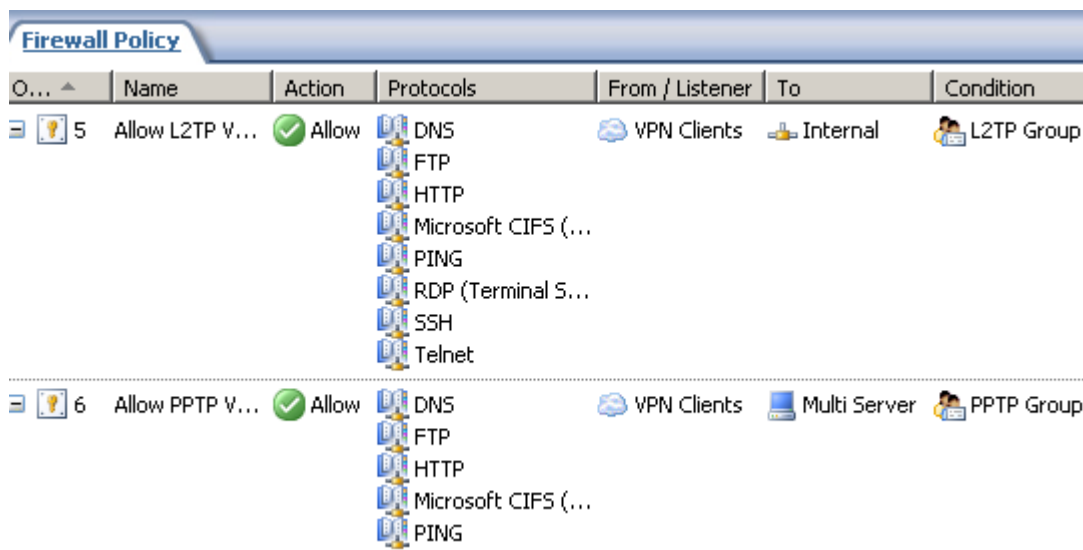 Firewall Policy
O... Name Action Protocols From / Listener To Condition
5 Allow L2TP V... Allow DNS VPN Clients Internal L2TP Group
FTP
HTTP
Microsoft CIFS (...
PING
RDP (Terminal S...
SSH
Telnet
6 Allow PPTP V... Allow DNS VPN Clients Multi Server PPTP Group
FTP
HTTP
Microsoft CIFS (...
PING